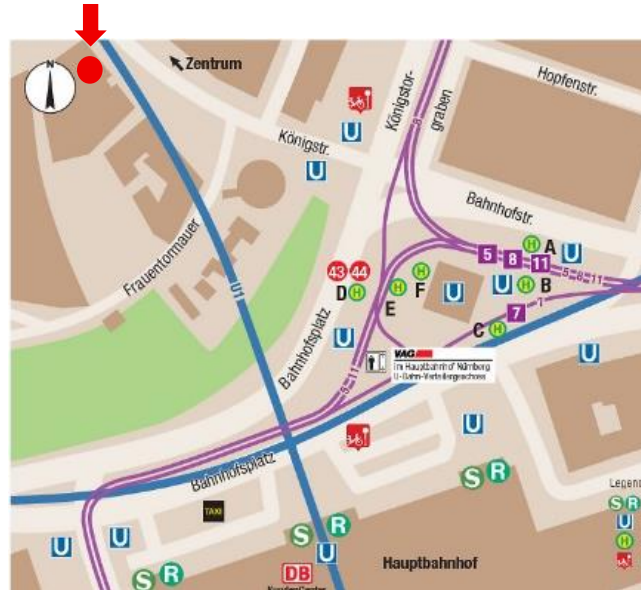 N
Zentrum
Hopfenstr.
Königstor-
graben
8
U
U
Königstr.
Bahnhofstr.
Frauentormauer
H A
U
5 8 11
5-8-11
43 44
D H
H
E
H
F
U
U
H B
7
7
C H
U1
Bahnhofsplatz
U
VAG
im Hauptbahnhof Nürnberg
U-Bahn-Verteilergeschoss
U
5-11
U
Bahnhofsplatz
S R
Legend
S R
U
H
TAXI
U
U
S R
U
Hauptbahnhof
S R
DB